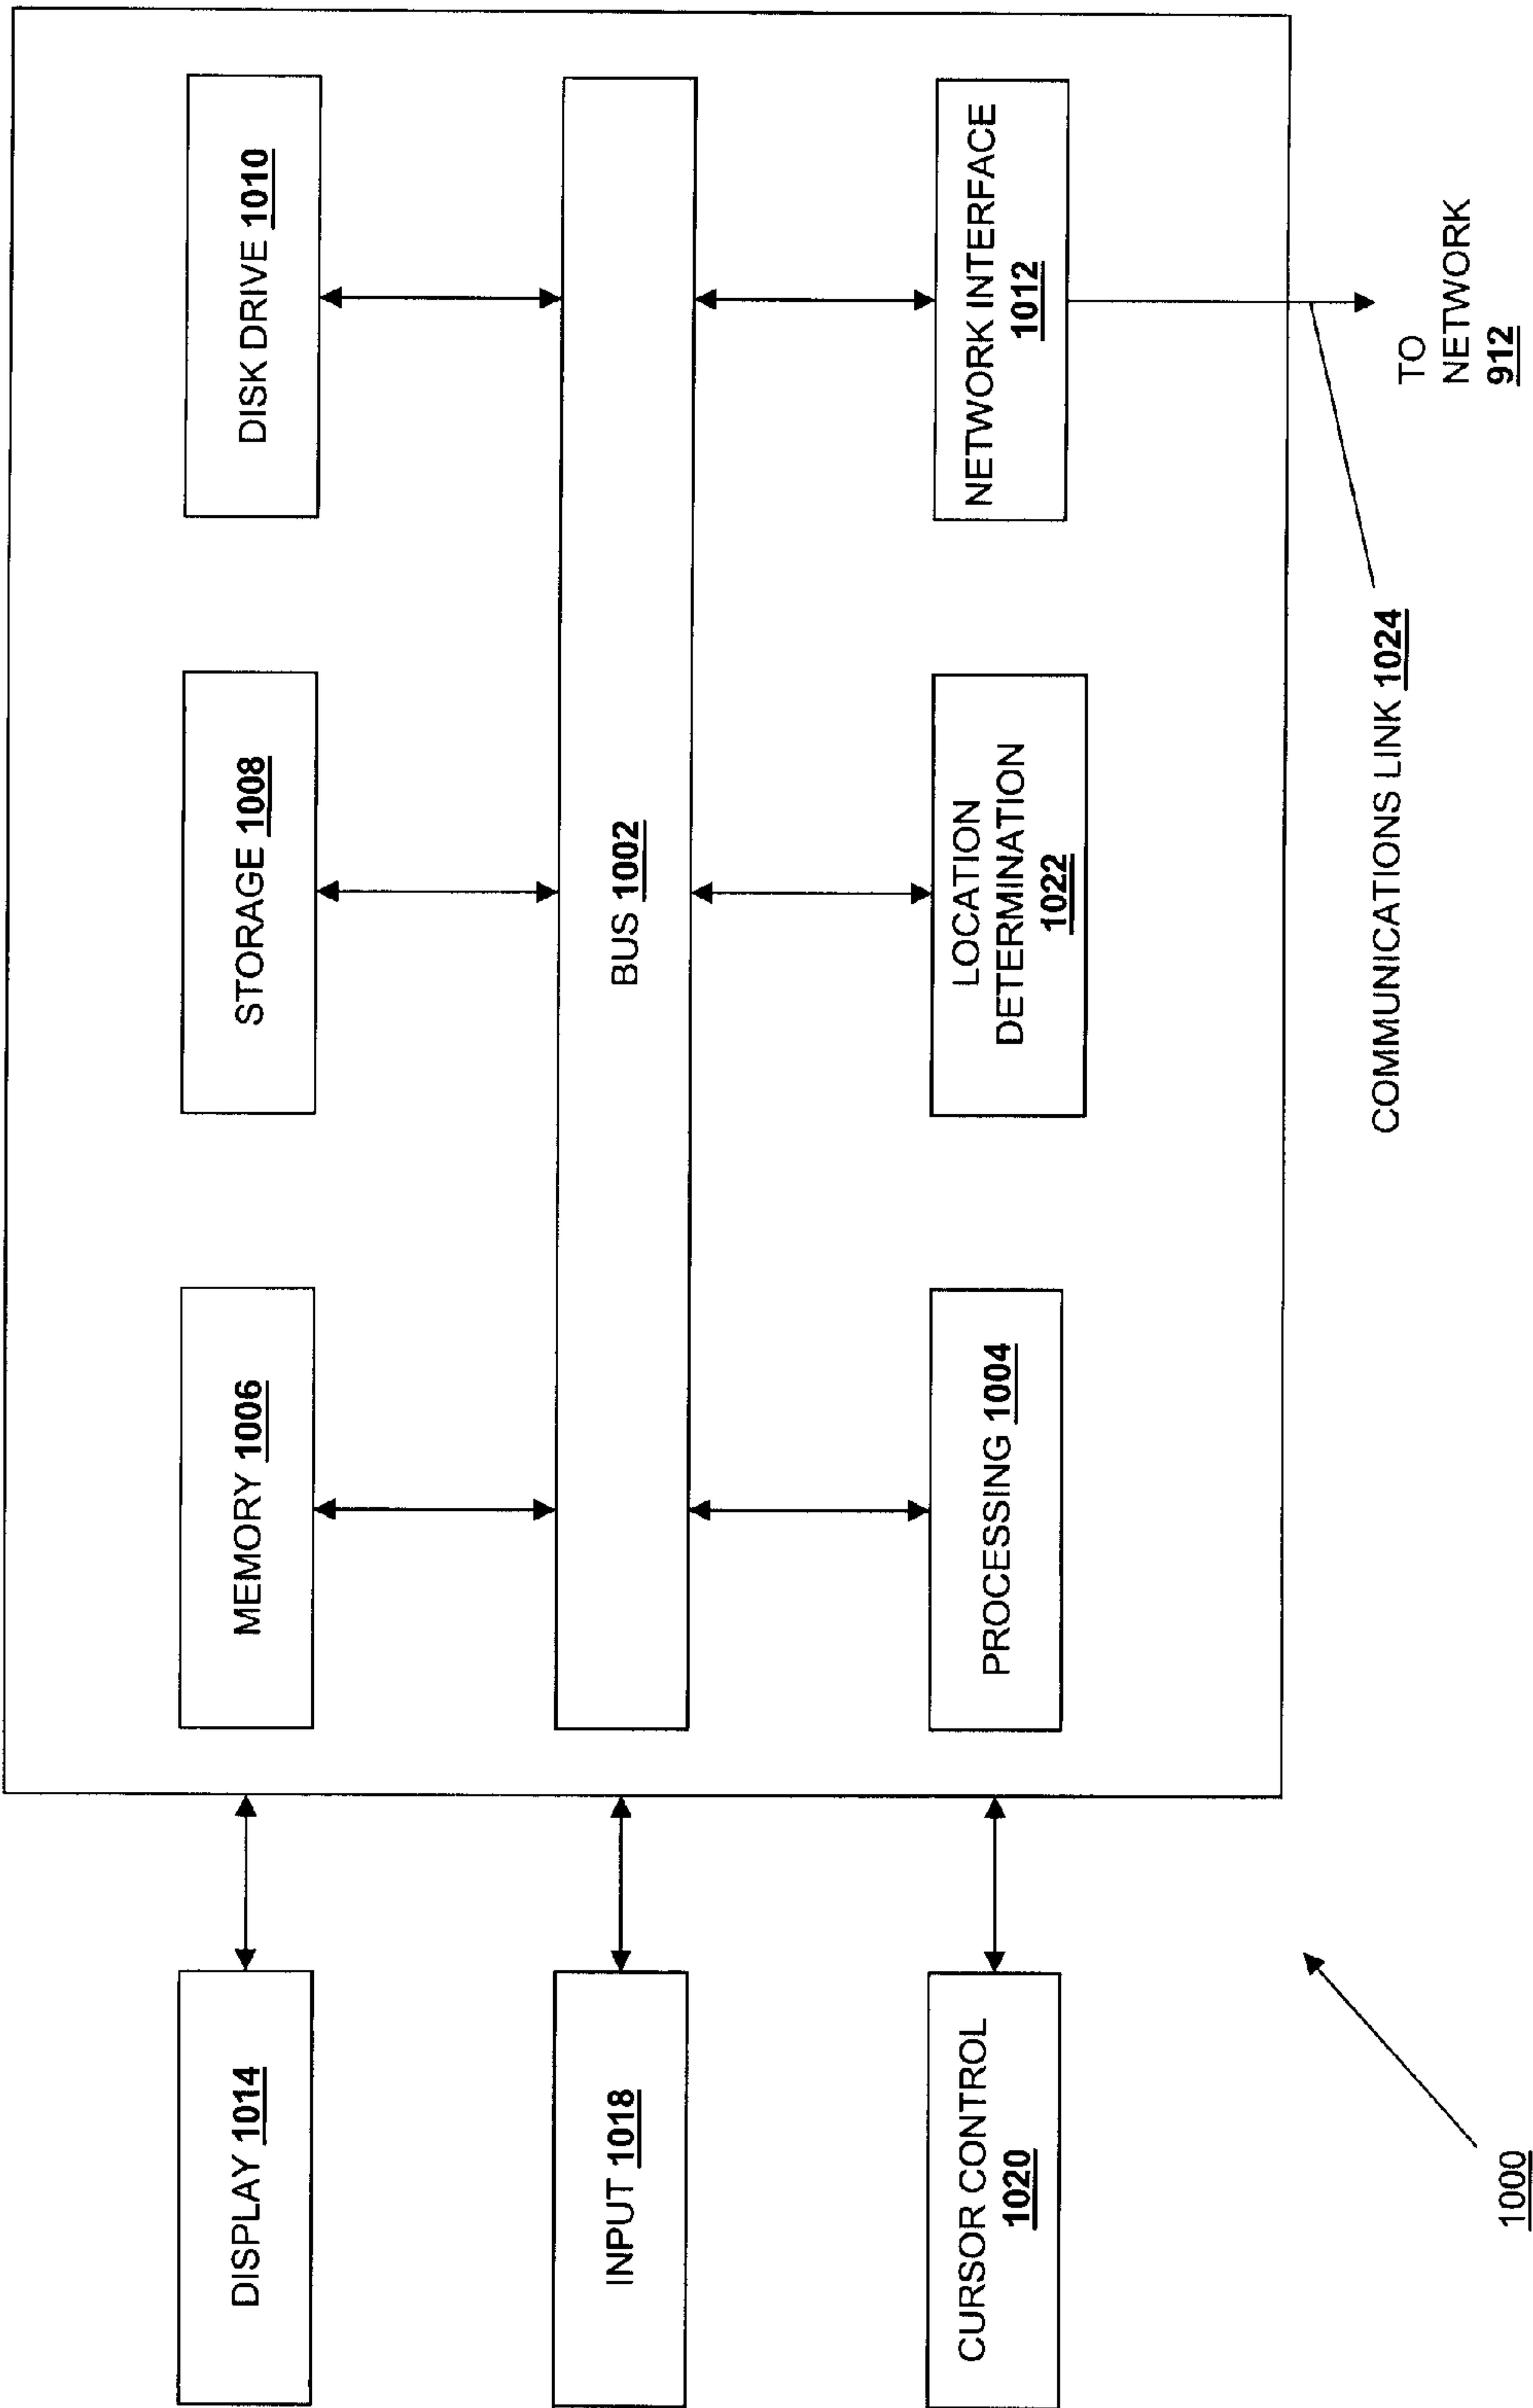 DISPLAY 1014
MEMORY 1006
STORAGE 1008
DISK DRIVE 1010
INPUT 1018
BUS 1002
CURSOR CONTROL
1020
PROCESSING 1004
LOCATION
DETERMINATION
1022
NETWORK INTERFACE
1012
COMMUNICATIONS LINK 1024
TO
NETWORK
912
1000